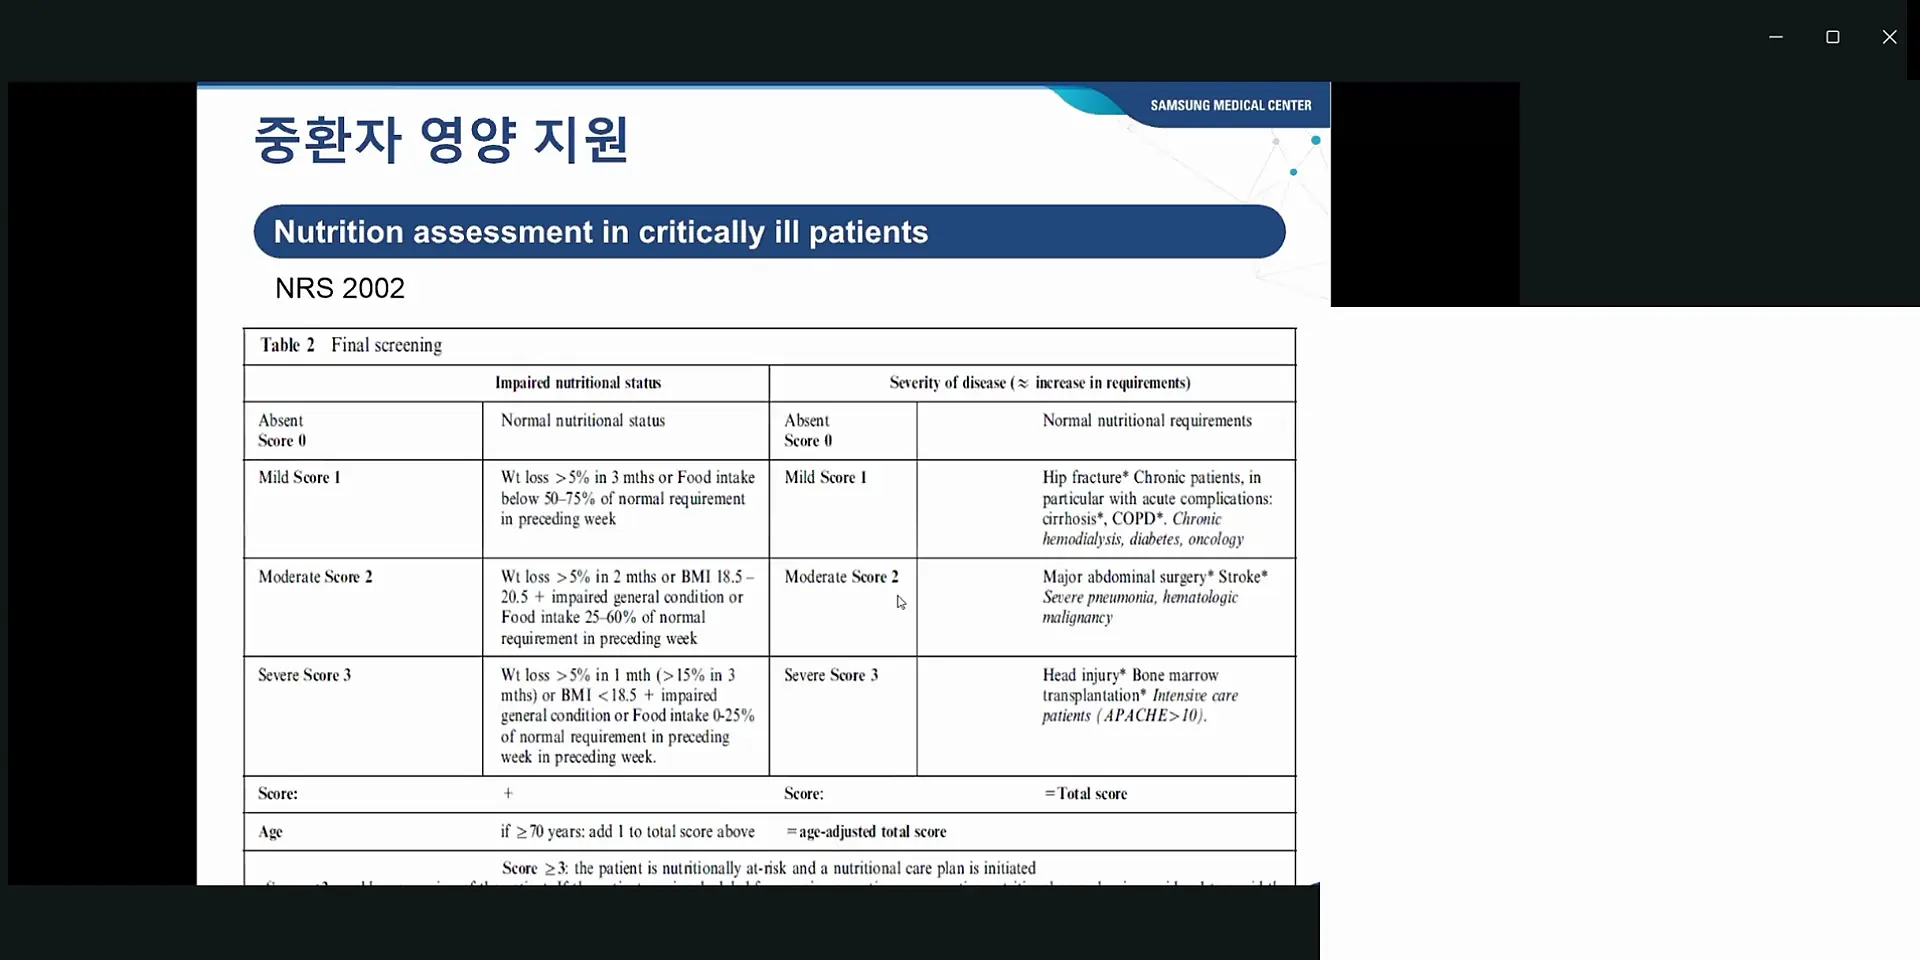 SAMSUNG MEDICAL CENTER
중환자 영양 지원
Nutrition assessment in critically ill patients
NRS 2002
Table 2 Final screening
Impaired nutritional status
Severity of disease (≈ increase in requirements)
Absent
Score 0
Normal nutritional status
Absent
Score 0
Normal nutritional requirements
Mild Score 1
Wt loss >5% in 3 mths or Food intake
below 50–75% of normal requirement
in preceding week
Mild Score 1
Hip fracture* Chronic patients, in
particular with acute complications:
cirrhosis*, COPD*. Chronic
hemodialysis, diabetes, oncology
Moderate Score 2
Wt loss >5% in 2 mths or BMI 18.5 –
20.5 + impaired general condition or
Food intake 25–60% of normal
requirement in preceding week
Moderate Score 2
Major abdominal surgery* Stroke*
Severe pneumonia, hematologic
malignancy
Severe Score 3
Wt loss >5% in 1 mth (>15% in 3
mths) or BMI <18.5 + impaired
general condition or Food intake 0-25%
of normal requirement in preceding
week in preceding week.
Severe Score 3
Head injury* Bone marrow
transplantation* Intensive care
patients (APACHE>10).
Score: + Score: =Total score
Age if ≥70 years: add 1 to total score above =age-adjusted total score
Score ≥3: the patient is nutritionally at-risk and a nutritional care plan is initiated